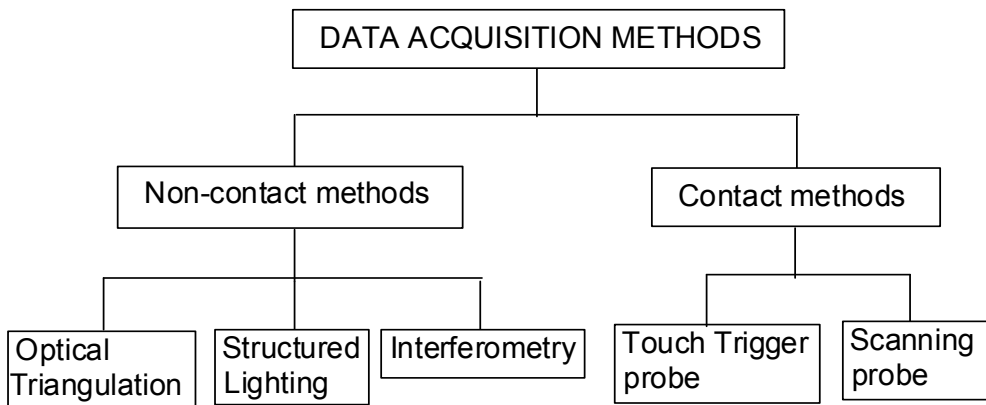 DATA ACQUISITION METHODS
Non-contact methods
Contact methods
Optical
Triangulation
Structured
Lighting
Interferometry
Touch Trigger
probe
Scanning
probe